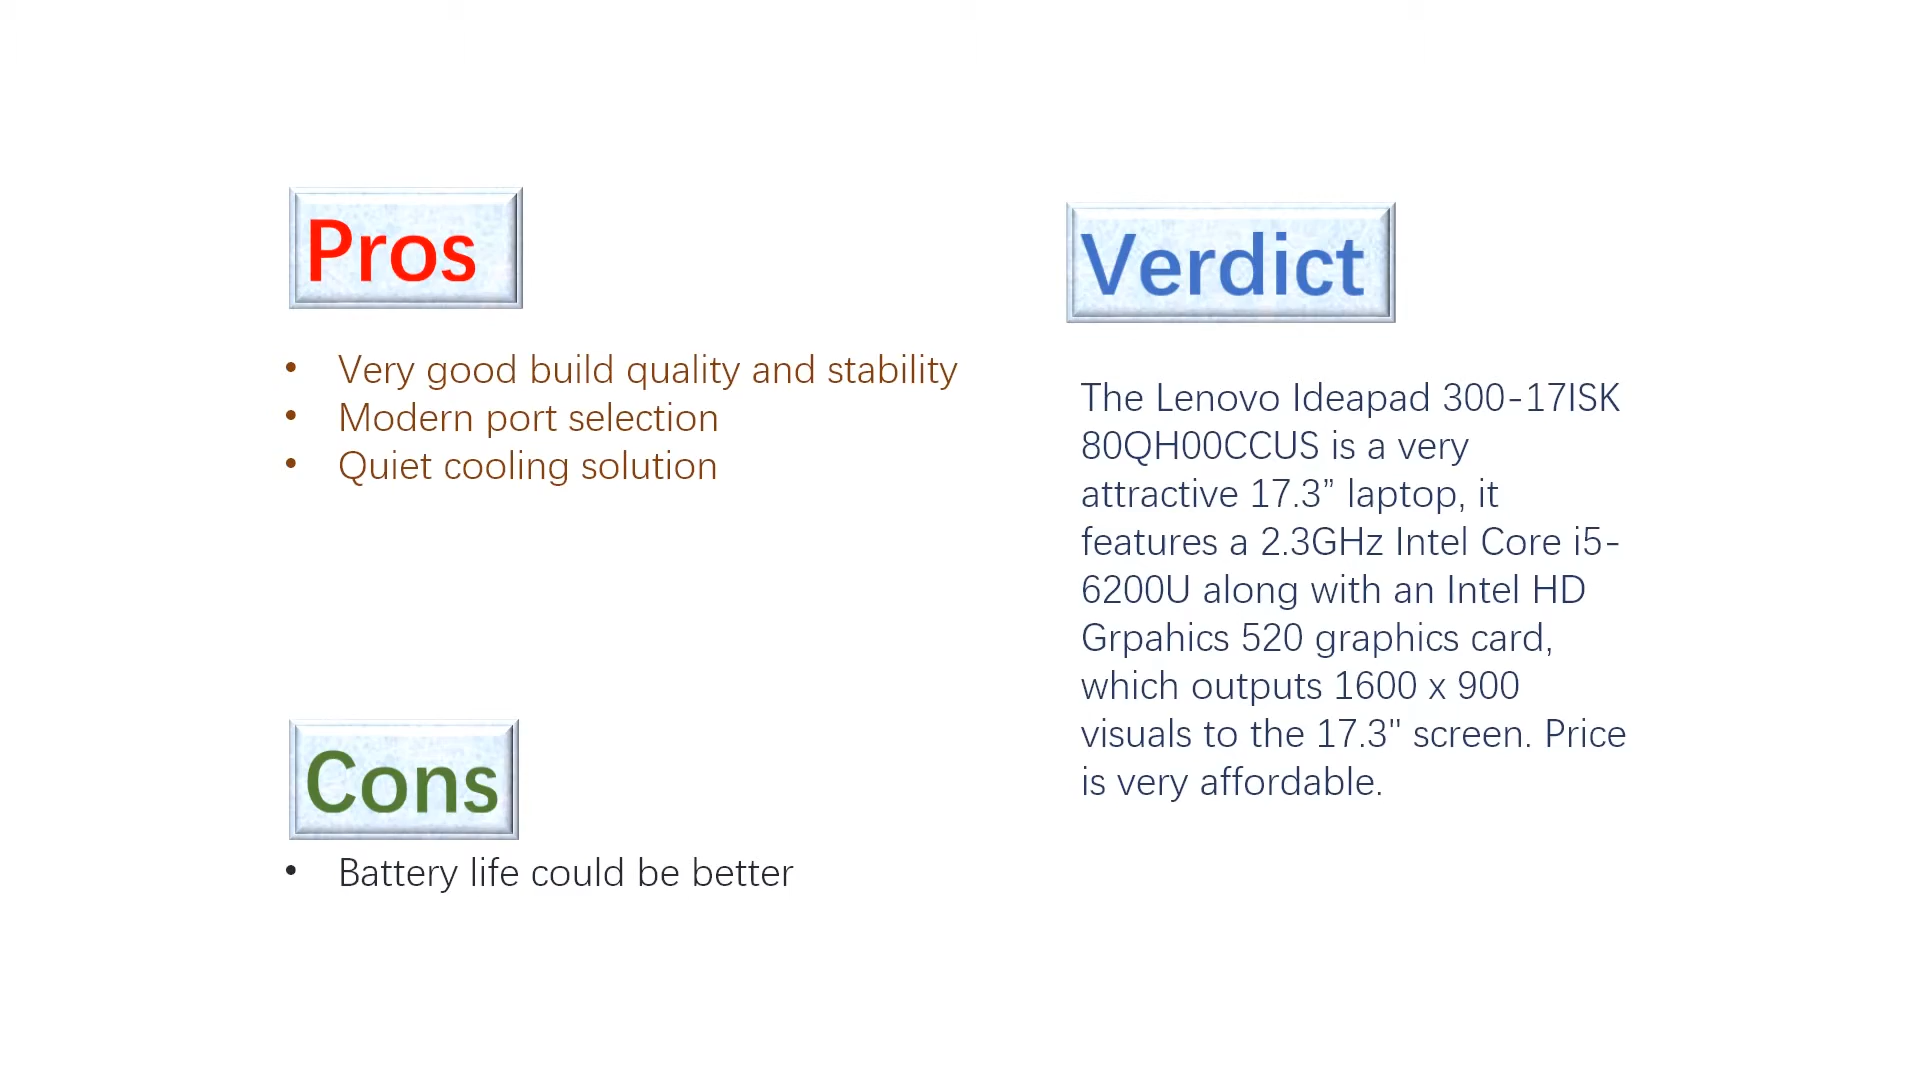 Pros
• Very good build quality and stability
• Modern port selection
• Quiet cooling solution
Cons
• Battery life could be better
Verdict
The Lenovo Ideapad 300-17ISK
80QH00CCUS is a very
attractive 17.3” laptop, it
features a 2.3GHz Intel Core i5-
6200U along with an Intel HD
Grpahics 520 graphics card,
which outputs 1600 x 900
visuals to the 17.3" screen. Price
is very affordable.